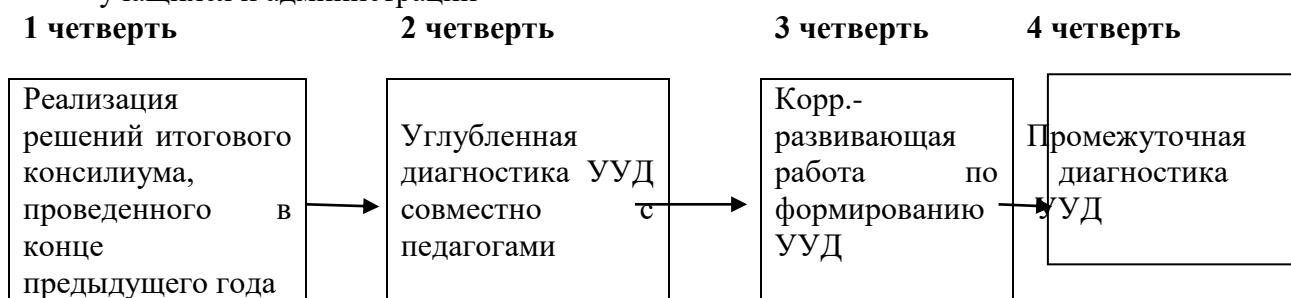 учащихся и администрации
1 четверть 2 четверть 3 четверть 4 четверть
Реализация
решений итогового
консилиума,
проведенного в
конце
предыдущего года
Углубленная
диагностика УУД
совместно с
педагогами
Корр.-
развивающая
работа по
формированию
УУД
Промежуточная
диагностика
УУД